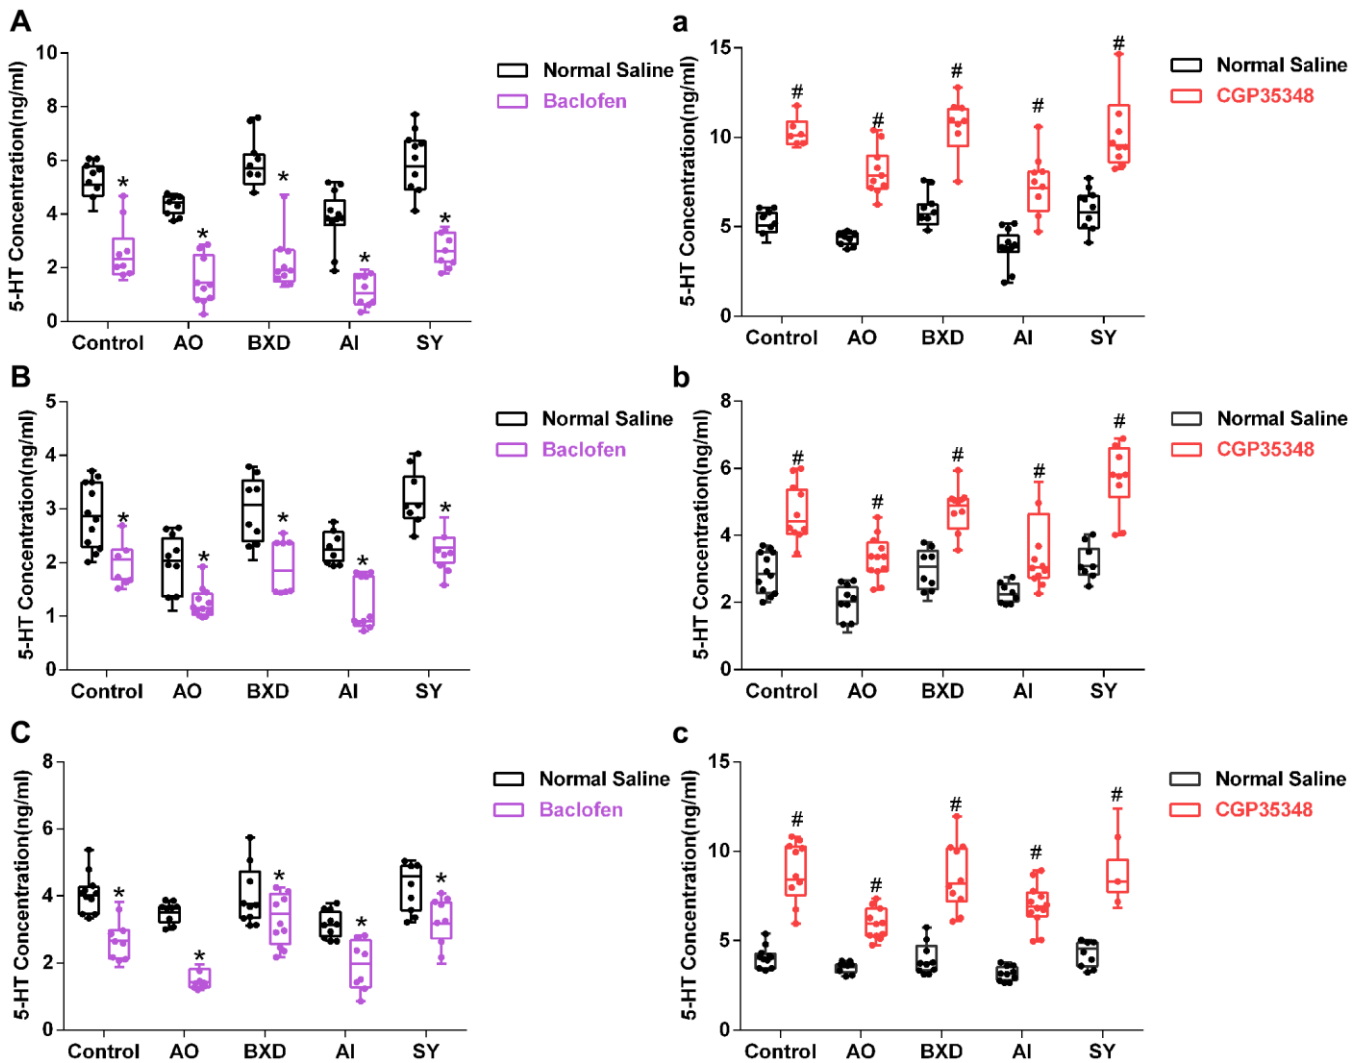 A
5-HT Concentration(ng/ml)
10
8
6
4
2
0
* * * * *
Control AO BXD AI SY
Normal Saline
Baclofen
a
5-HT Concentration(ng/ml)
15
10
5
0
# # # # #
Control AO BXD AI SY
Normal Saline
CGP35348
B
5-HT Concentration(ng/ml)
5
4
3
2
1
0
* * * * *
Control AO BXD AI SY
Normal Saline
Baclofen
b
5-HT Concentration(ng/ml)
8
6
4
2
0
# # # # #
Control AO BXD AI SY
Normal Saline
CGP35348
C
5-HT Concentration(ng/ml)
8
6
4
2
0
* * * * *
Control AO BXD AI SY
Normal Saline
Baclofen
c
5-HT Concentration(ng/ml)
15
10
5
0
# # # # #
Control AO BXD AI SY
Normal Saline
CGP35348